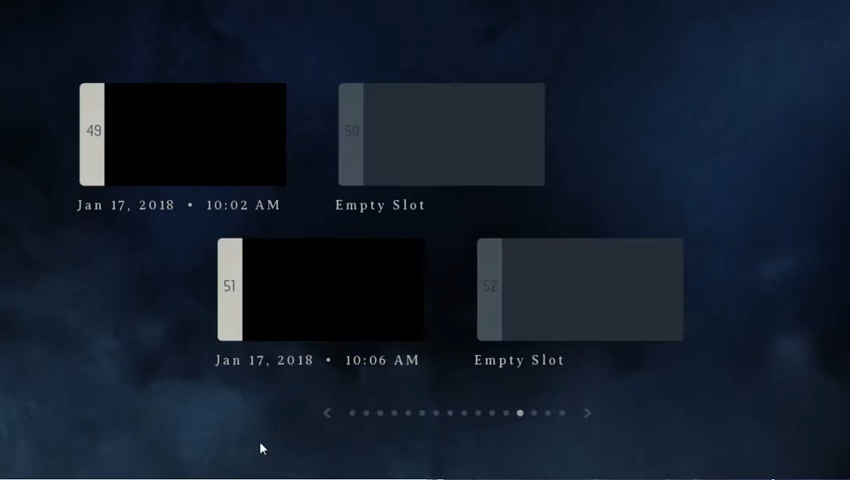 49
50
Jan 17, 2018 • 10:02 AM
Empty Slot
51
52
Jan 17, 2018 • 10:06 AM
Empty Slot